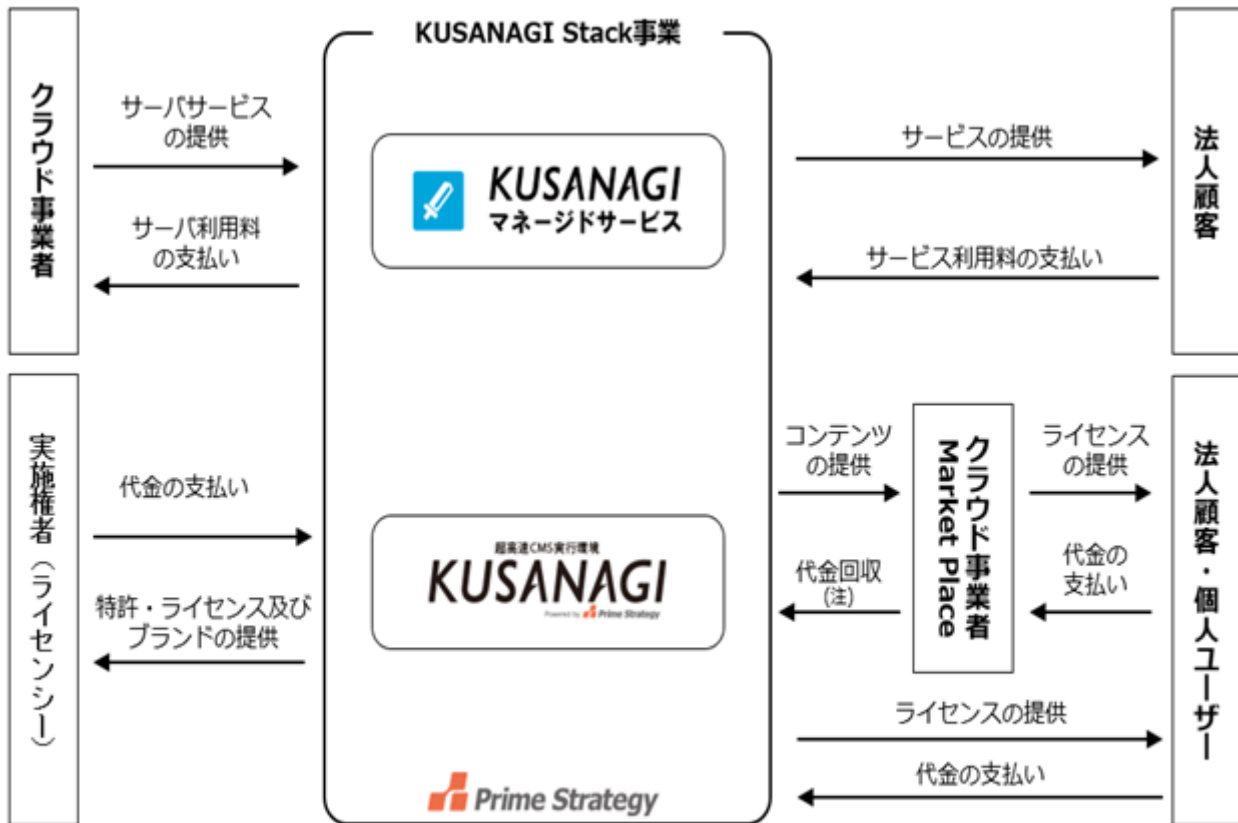 KUSANAGI Stack事業
クラウド事業者
サーバサービス
の提供
サーバ利用料
の支払い
KUSANAGI
マネージドサービス
サービスの提供
サービス利用料の支払い
法人顧客
実施権者(ライセンシー)
代金の支払い
特許・ライセンス及び
ブランドの提供
超高速CMS実行環境
KUSANAGI
Powered by Prime Strategy
コンテンツ
の提供
代金回収
(注)
クラウド事業者
Market Place
ライセンス
の提供
代金の
支払い
ライセンスの提供
代金の支払い
法人顧客・個人ユーザー
Prime Strategy